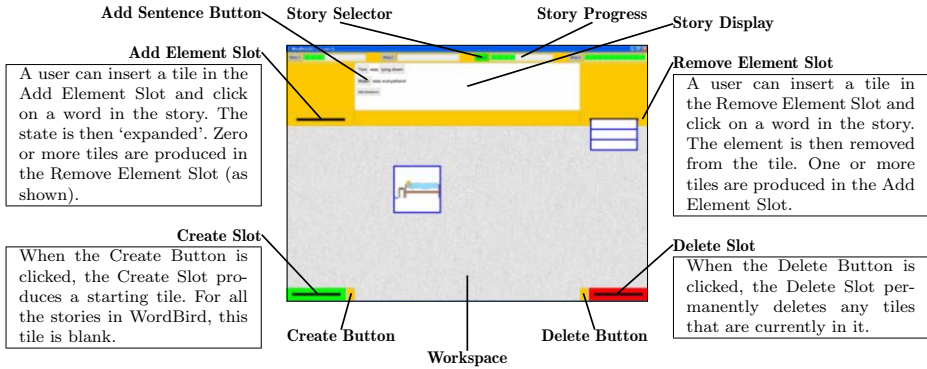 Add Sentence Button
Story Selector
Story Progress
Story Display
Add Element Slot
A user can insert a tile in the
Add Element Slot and click
on a word in the story. The
state is then ‘expanded’. Zero
or more tiles are produced in
the Remove Element Slot (as
shown).
Remove Element Slot
A user can insert a tile in
the Remove Element Slot and
click on a word in the story.
The element is then removed
from the tile. One or more
tiles are produced in the Add
Element Slot.
Create Slot
When the Create Button is
clicked, the Create Slot pro-
duces a starting tile. For all
the stories in WordBird, this
tile is blank.
Delete Slot
When the Delete Button is
clicked, the Delete Slot per-
manently deletes any tiles
that are currently in it.
Create Button
Delete Button
Workspace